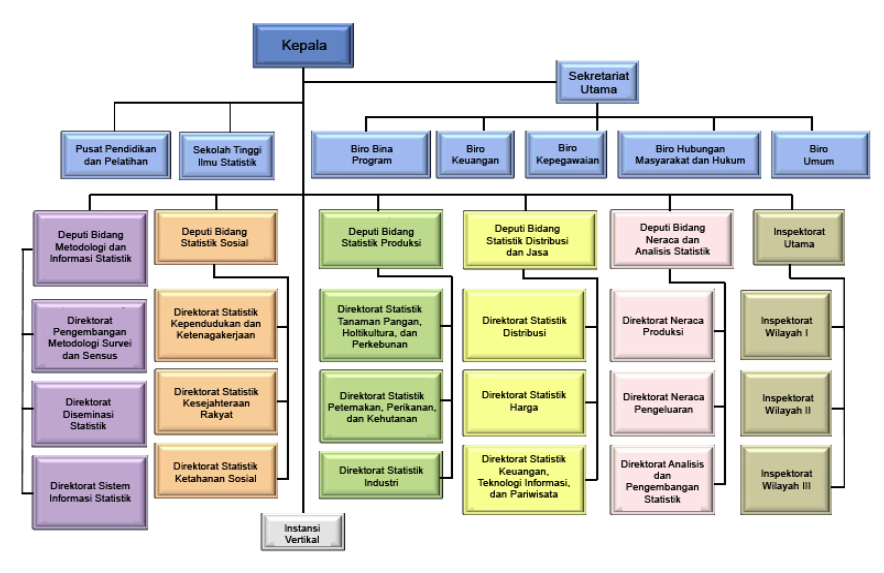 Kepala
Sekretariat
Utama
Pusat Pendidikan
dan Pelatihan
Sekolah Tinggi
Ilmu Statistik
Biro Bina
Program
Biro
Keuangan
Biro
Kepegawaian
Biro Hubungan
Masyarakat dan Hukum
Biro
Umum
Deputi Bidang
Metodologi dan
Informasi Statistik
Deputi Bidang
Statistik Sosial
Deputi Bidang
Statistik Produksi
Deputi Bidang
Statistik Distribusi
dan Jasa
Deputi Bidang
Neraca dan
Analisis Statistik
Inspektorat
Utama
Direktorat
Pengembangan
Metodologi Survei
dan Sensus
Direktorat Statistik
Kependudukan dan
Ketenagakerjaan
Direktorat Statistik
Tanaman Pangan,
Holtikultura, dan
Perkebunan
Direktorat Statistik
Distribusi
Direktorat Neraca
Produksi
Inspektorat
Wilayah I
Direktorat
Diseminasi
Statistik
Direktorat Statistik
Kesejahteraan
Rakyat
Direktorat Statistik
Peternakan, Perikanan,
dan Kehutanan
Direktorat Statistik
Harga
Direktorat Neraca
Pengeluaran
Inspektorat
Wilayah II
Direktorat Sistem
Informasi Statistik
Direktorat Statistik
Ketahanan Sosial
Direktorat Statistik
Industri
Direktorat Statistik
Keuangan,
Teknologi Informasi,
dan Pariwisata
Direktorat Analisis
dan
Pengembangan
Statistik
Inspektorat
Wilayah III
Instansi
Vertikal